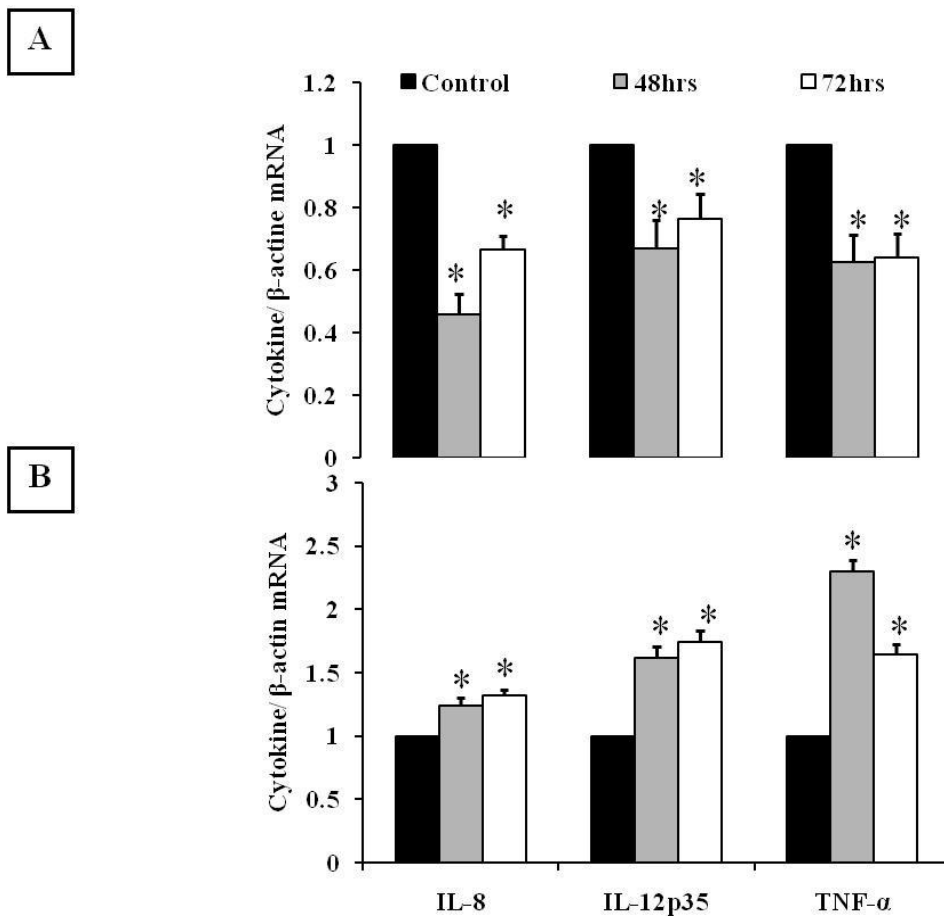 A
Control 48hrs 72hrs
1.2
1
0.8
0.6
0.4
0.2
0
Cytokine/ β-actine mRNA
* * * * * *
B
3
2.5
2
1.5
1
0.5
0
Cytokine/ β-actin mRNA
* * * * * *
IL-8 IL-12p35 TNF-α